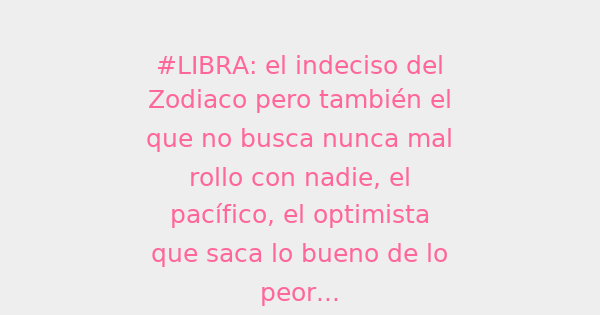 #LIBRA: el indeciso del
Zodiaco pero también el
que no busca nunca mal
rollo con nadie, el
pacífico, el optimista
que saca lo bueno de lo
peor...